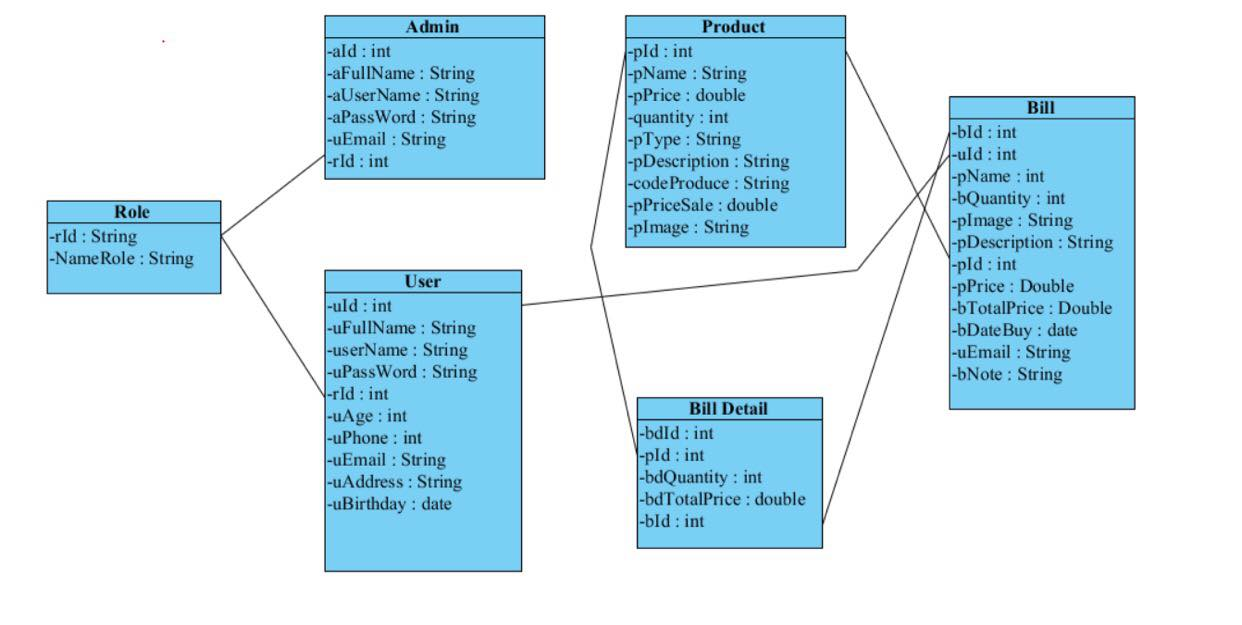 Admin
-aId : int
-aFullName : String
-aUserName : String
-aPassWord : String
-uEmail : String
-rId : int
Product
-pId : int
-pName : String
-pPrice : double
-quantity : int
-pType : String
-pDescription : String
-codeProduce : String
-pPriceSale : double
-pImage : String
Bill
-bId : int
-uId : int
-pName : int
-bQuantity : int
-pImage : String
-pDescription : String
-pId : int
-pPrice : Double
-bTotalPrice : Double
-bDateBuy : date
-uEmail : String
-bNote : String
Role
-rId : String
-NameRole : String
User
-uId : int
-uFullName : String
-userName : String
-uPassWord : String
-rId : int
-uAge : int
-uPhone : int
-uEmail : String
-uAddress : String
-uBirthday : date
Bill Detail
-bdId : int
-pId : int
-bdQuantity : int
-bdTotalPrice : double
-bId : int